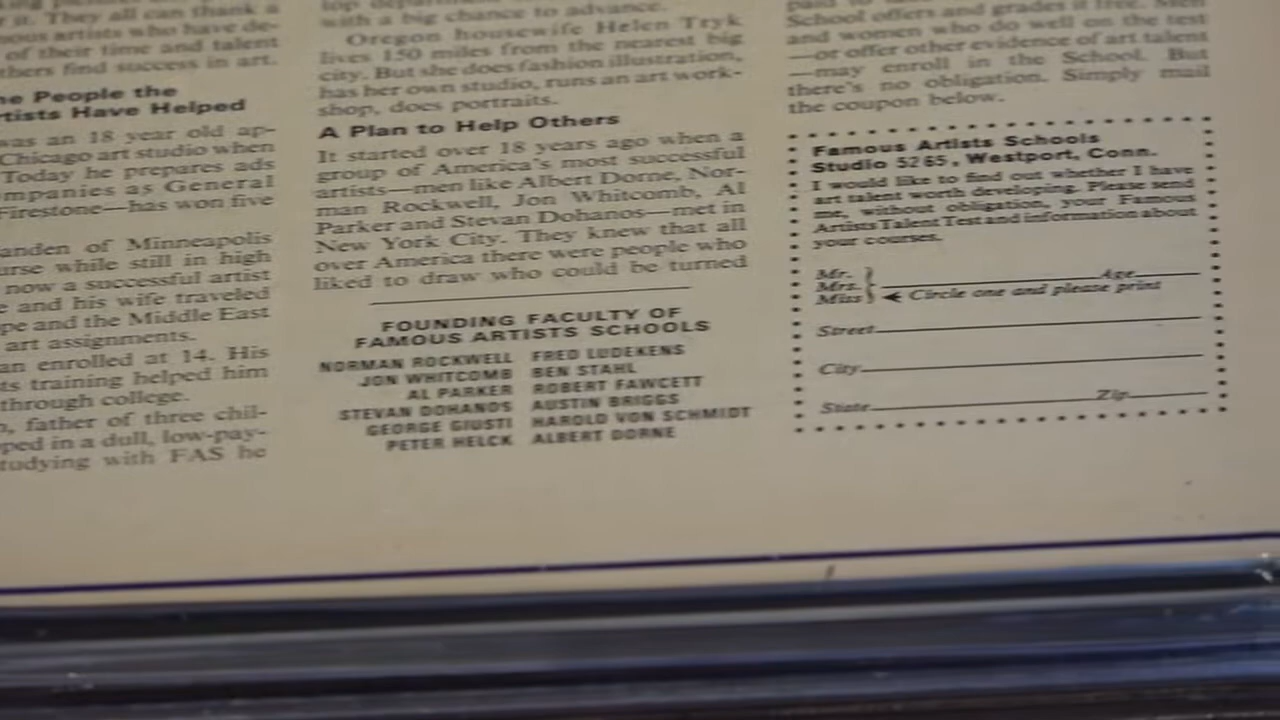 r it. They all can thank a
ous artists who have de-
of their time and talent
hers find success in art.
e People the
tists Have Helped
was an 18 year old ap-
Chicago art studio when
Today he prepares ads
mpanies as General
Firestone—has won five
anden of Minneapolis
urse while still in high
now a successful artist
e and his wife traveled
pe and the Middle East
art assignments.
an enrolled at 14. His
ts training helped him
through college.
, father of three chil-
ped in a dull, low-pay-
tudying with FAS he
with a big chance to advance.
Oregon housewife Helen Tryk
lives 150 miles from the nearest big
city. But she does fashion illustration,
has her own studio, runs an art work-
shop, does portraits.
A Plan to Help Others
It started over 18 years ago when a
group of America's most successful
artists—men like Albert Dorne, Nor-
man Rockwell, Jon Whitcomb, Al
Parker and Stevan Dohanos—met in
New York City. They knew that all
over America there were people who
liked to draw who could be turned
FOUNDING FACULTY OF
FAMOUS ARTISTS SCHOOLS
NORMAN ROCKWELL FRED LUDEKENS
JON WHITCOMB BEN STAHL
AL PARKER ROBERT FAWCETT
STEVAN DOHANOS AUSTIN BRIGGS
GEORGE GIUSTI HAROLD VON SCHMIDT
PETER HELCK ALBERT DORNE
School offers and grades it free. Men
and women who do well on the test
—or offer other evidence of art talent
—may enroll in the School. But
there's no obligation. Simply mail
the coupon below.
Famous Artists Schools
Studio 5265, Westport, Conn.
I would like to find out whether I have
art talent worth developing. Please send
me, without obligation, your Famous
Artists Talent Test and information about
your courses.
Mr.
Mrs. Age
Miss Circle one and please print
Street
City
State Zip